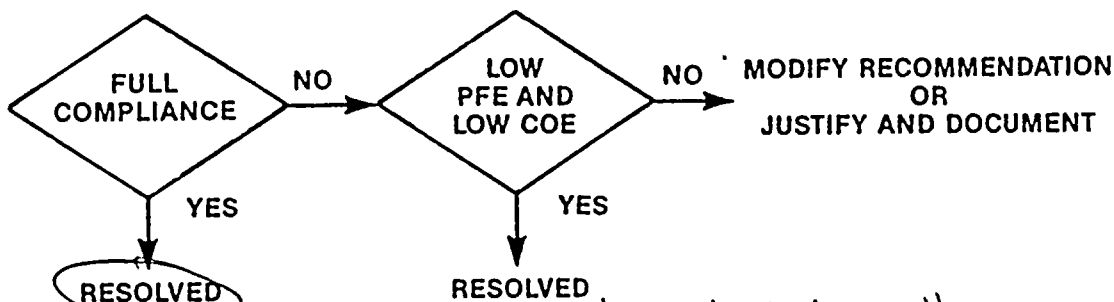 FULL
COMPLIANCE
NO
LOW
PFE AND
LOW COE
NO
MODIFY RECOMMENDATION
OR
JUSTIFY AND DOCUMENT
YES
YES
RESOLVED
RESOLVED